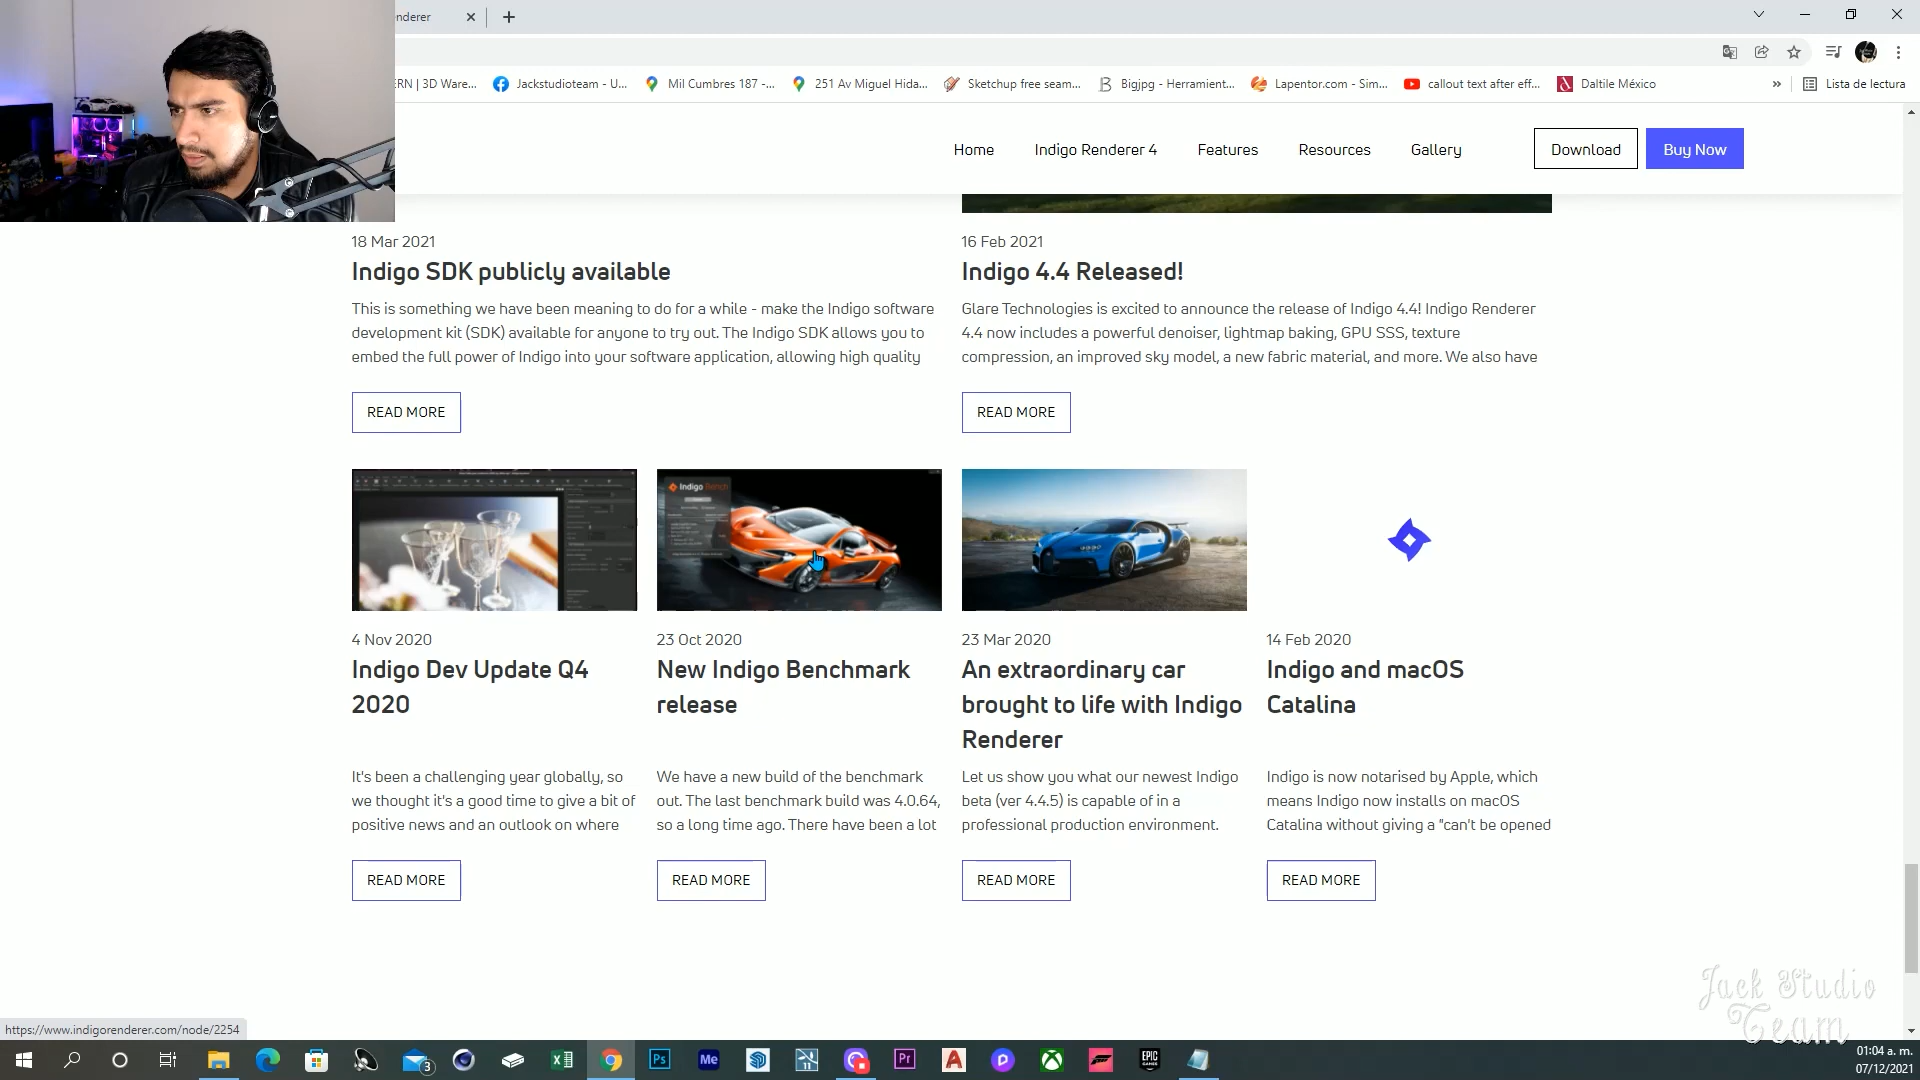 nderer
RN | 3D Ware...
Jackstudioteam - U...
Mil Cumbres 187 -...
251 Av Miguel Hida...
Sketchup free seam...
Bigjpg - Herramient...
Lapentor.com - Sim...
callout text after eff...
Daltile México
»
Lista de lectura
Home
Indigo Renderer 4
Features
Resources
Gallery
Download
Buy Now
18 Mar 2021
Indigo SDK publicly available
This is something we have been meaning to do for a while - make the Indigo software
development kit (SDK) available for anyone to try out. The Indigo SDK allows you to
embed the full power of Indigo into your software application, allowing high quality
READ MORE
16 Feb 2021
Indigo 4.4 Released!
Glare Technologies is excited to announce the release of Indigo 4.4! Indigo Renderer
4.4 now includes a powerful denoiser, lightmap baking, GPU SSS, texture
compression, an improved sky model, a new fabric material, and more. We also have
READ MORE
4 Nov 2020
Indigo Dev Update Q4
2020
It's been a challenging year globally, so
we thought it's a good time to give a bit of
positive news and an outlook on where
READ MORE
Indigo Bench
23 Oct 2020
New Indigo Benchmark
release
We have a new build of the benchmark
out. The last benchmark build was 4.0.64,
so a long time ago. There have been a lot
READ MORE
23 Mar 2020
An extraordinary car
brought to life with Indigo
Renderer
Let us show you what our newest Indigo
beta (ver 4.4.5) is capable of in a
professional production environment.
READ MORE
14 Feb 2020
Indigo and macOS
Catalina
Indigo is now notarised by Apple, which
means Indigo now installs on macOS
Catalina without giving a "can't be opened
READ MORE
Jack Studio
Team
https://www.indigorenderer.com/node/2254
3
Ps
Me
11
Pr
EPIC
GAMES
01:04 a. m.
07/12/2021